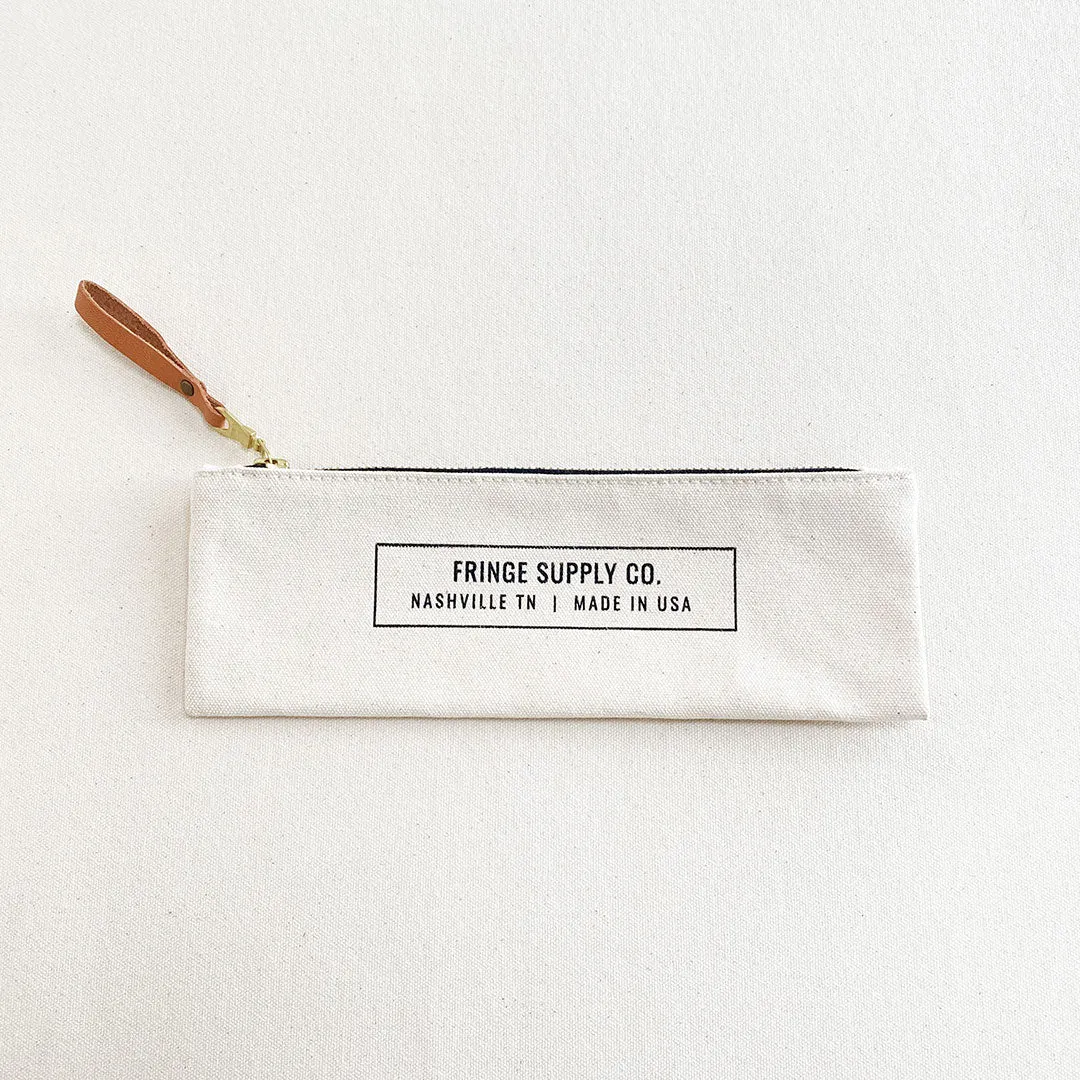 FRINGE SUPPLY CO.
NASHVILLE TN | MADE IN USA